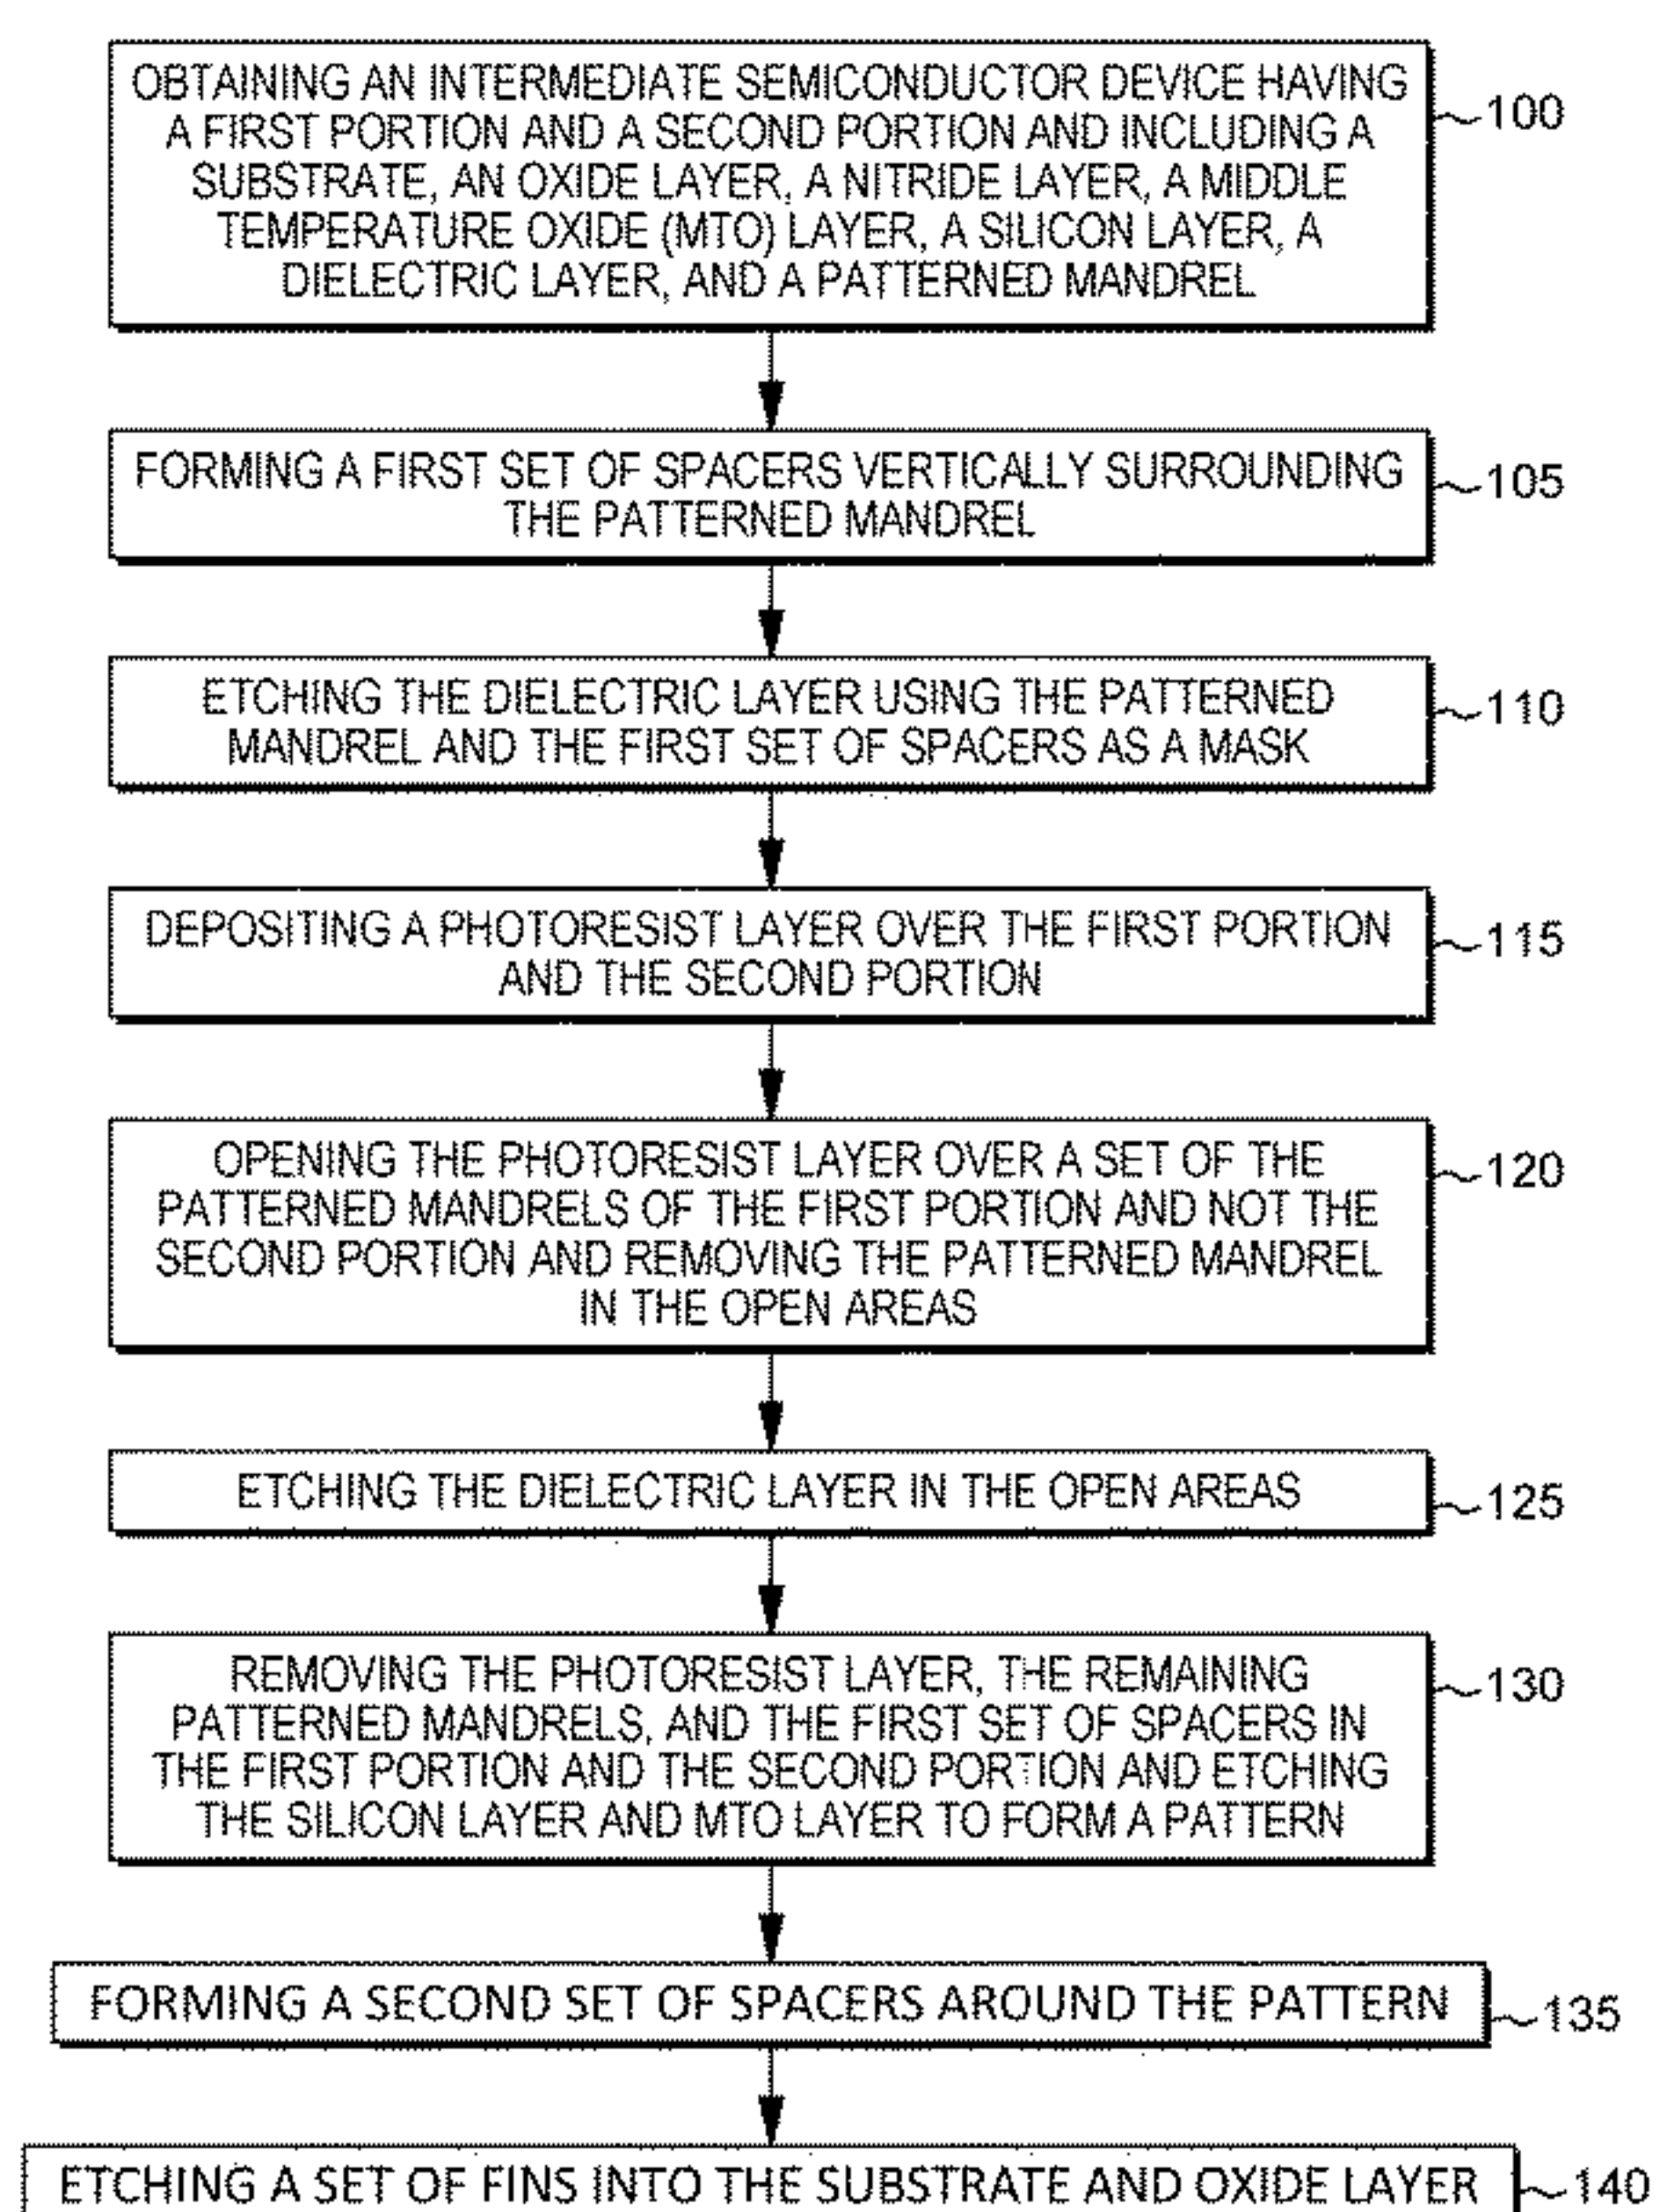 OBTAINING AN INTERMEDIATE SEMICONDUCTOR DEVICE HAVING
A FIRST PORTION AND A SECOND PORTION AND INCLUDING A
SUBSTRATE, AN OXIDE LAYER, A NITRIDE LAYER, A MIDDLE
TEMPERATURE OXIDE (MTO) LAYER, A SILICON LAYER, A
DIELECTRIC LAYER, AND A PATTERNED MANDREL
100
FORMING A FIRST SET OF SPACERS VERTICALLY SURROUNDING
THE PATTERNED MANDREL
105
ETCHING THE DIELECTRIC LAYER USING THE PATTERNED
MANDREL AND THE FIRST SET OF SPACERS AS A MASK
110
DEPOSITING A PHOTORESIST LAYER OVER THE FIRST PORTION
AND THE SECOND PORTION
115
OPENING THE PHOTORESIST LAYER OVER A SET OF THE
PATTERNED MANDRELS OF THE FIRST PORTION AND NOT THE
SECOND PORTION AND REMOVING THE PATTERNED MANDREL
IN THE OPEN AREAS
120
ETCHING THE DIELECTRIC LAYER IN THE OPEN AREAS
125
REMOVING THE PHOTORESIST LAYER, THE REMAINING
PATTERNED MANDRELS, AND THE FIRST SET OF SPACERS IN
THE FIRST PORTION AND THE SECOND PORTION AND ETCHING
THE SILICON LAYER AND MTO LAYER TO FORM A PATTERN
130
FORMING A SECOND SET OF SPACERS AROUND THE PATTERN
135
ETCHING A SET OF FINS INTO THE SUBSTRATE AND OXIDE LAYER
140